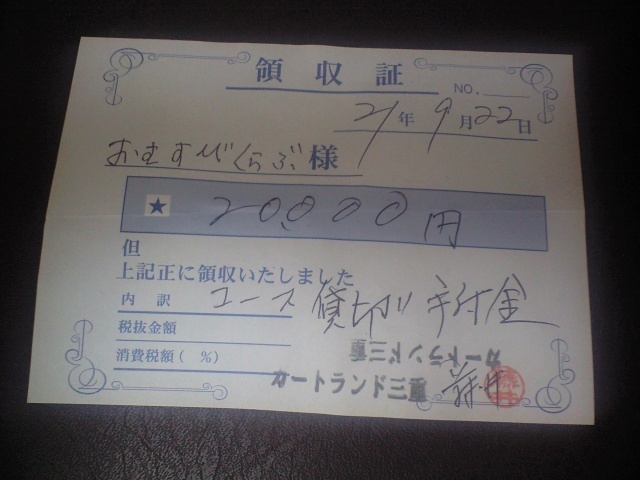 領収証
NO.
21年9月22日
おむすびくらぶ様
★ 20,000円
但
上記正に領収いたしました
内訳 コース貸切り手付金
税抜金額
消費税額( %)
カートランド三重
カートランド三重